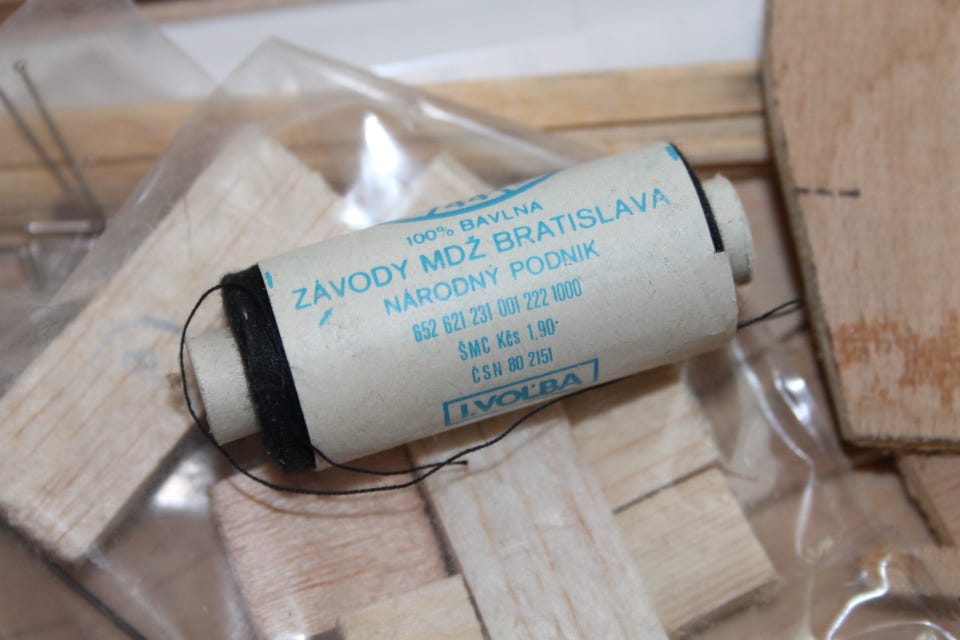 44
100% BAVLNA
ZÁVODY MDŽ BRATISLAVA
NÁRODNÝ PODNIK
652 621 231 001 222 1000
ŠMC Kčs 1,90
ČSN 80 2151
I.VOĽBA